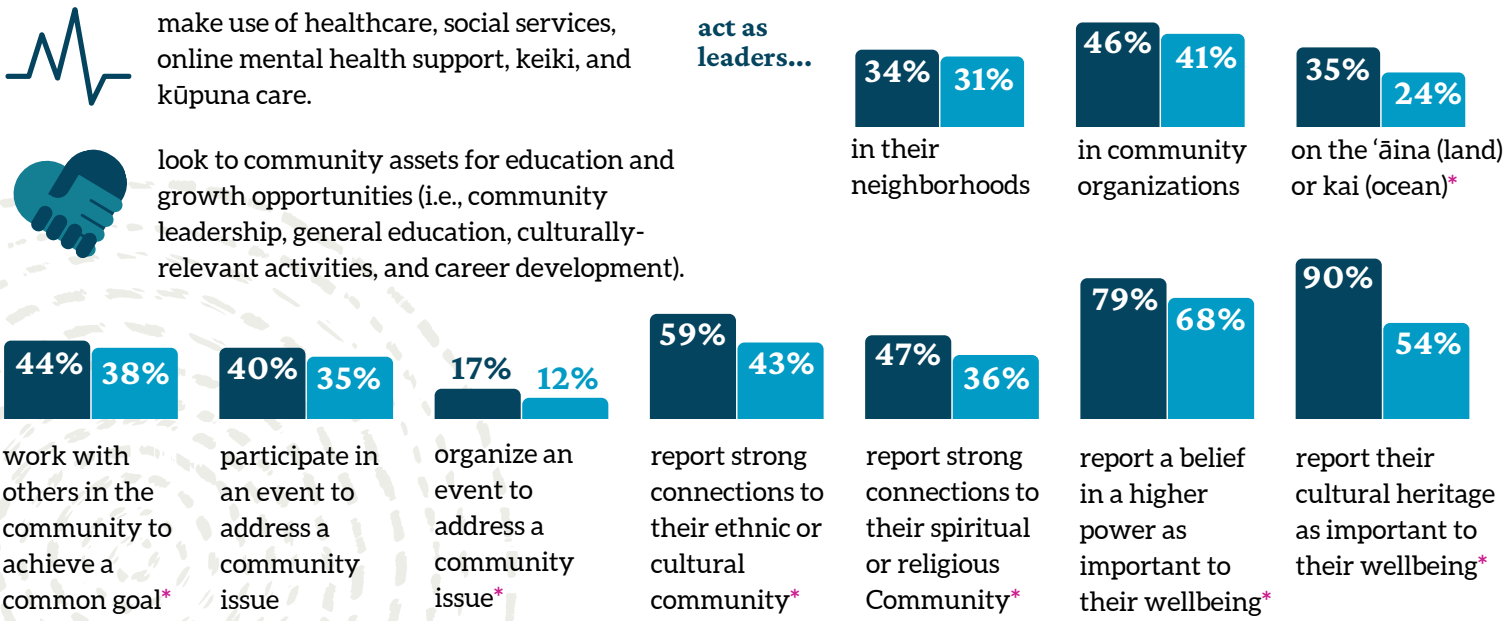 make use of healthcare, social services,
online mental health support, keiki, and
kūpuna care.
look to community assets for education and
growth opportunities (i.e., community
leadership, general education, culturally-
relevant activities, and career development).
act as
leaders...
34% 31%
in their
neighborhoods
46% 41%
in community
organizations
35% 24%
on the ʻāina (land)
or kai (ocean)*
44% 38%
work with
others in the
community to
achieve a
common goal*
40% 35%
participate in
an event to
address a
community
issue
17% 12%
organize an
event to
address a
community
issue*
59% 43%
report strong
connections to
their ethnic or
cultural
community*
47% 36%
report strong
connections to
their spiritual
or religious
Community*
79% 68%
report a belief
in a higher
power as
important to
their wellbeing*
90% 54%
report their
cultural heritage
as important to
their wellbeing*